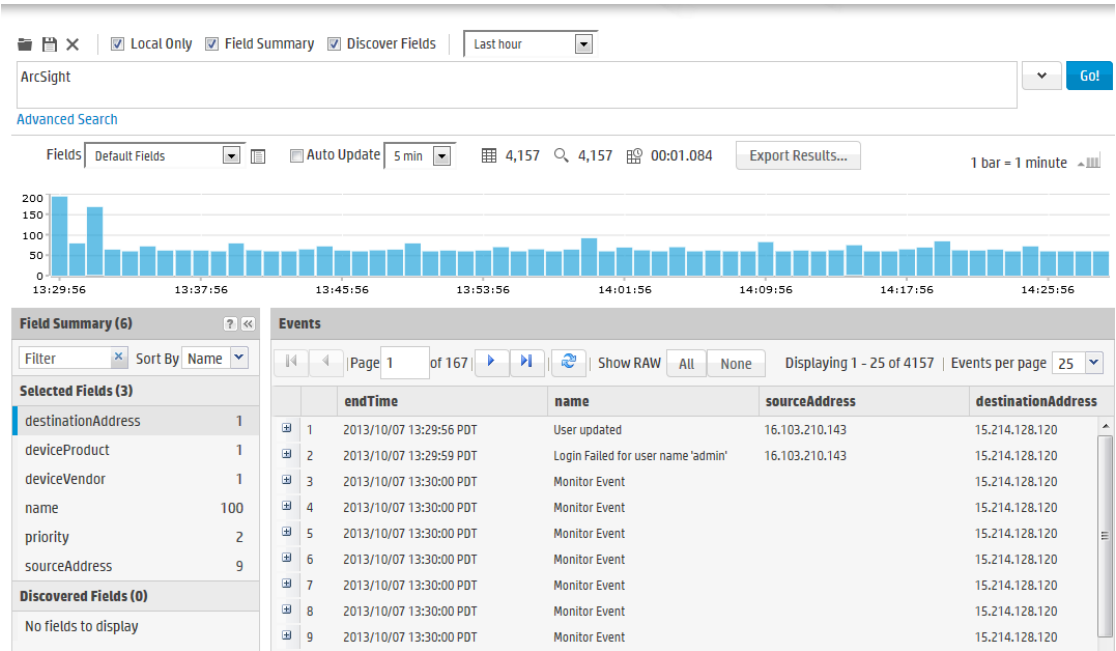 Local Only Field Summary Discover Fields Last hour
ArcSight
Go!
Advanced Search
Fields Default Fields Auto Update 5 min 4,157 4,157 00:01.084 Export Results... 1 bar = 1 minute
200
150
100
50
0
13:29:56 13:37:56 13:45:56 13:53:56 14:01:56 14:09:56 14:17:56 14:25:56
Field Summary (6) ? «
Filter × Sort By Name
Selected Fields (3)
destinationAddress 1
deviceProduct 1
deviceVendor 1
name 100
priority 2
sourceAddress 9
Discovered Fields (0)
No fields to display
Events
Page 1 of 167 Show RAW All None Displaying 1 - 25 of 4157 Events per page 25
endTime name sourceAddress destinationAddress
1 2013/10/07 13:29:56 PDT User updated 16.103.210.143 15.214.128.120
2 2013/10/07 13:29:59 PDT Login Failed for user name 'admin' 16.103.210.143 15.214.128.120
3 2013/10/07 13:30:00 PDT Monitor Event 15.214.128.120
4 2013/10/07 13:30:00 PDT Monitor Event 15.214.128.120
5 2013/10/07 13:30:00 PDT Monitor Event 15.214.128.120
6 2013/10/07 13:30:00 PDT Monitor Event 15.214.128.120
7 2013/10/07 13:30:00 PDT Monitor Event 15.214.128.120
8 2013/10/07 13:30:00 PDT Monitor Event 15.214.128.120
9 2013/10/07 13:30:00 PDT Monitor Event 15.214.128.120